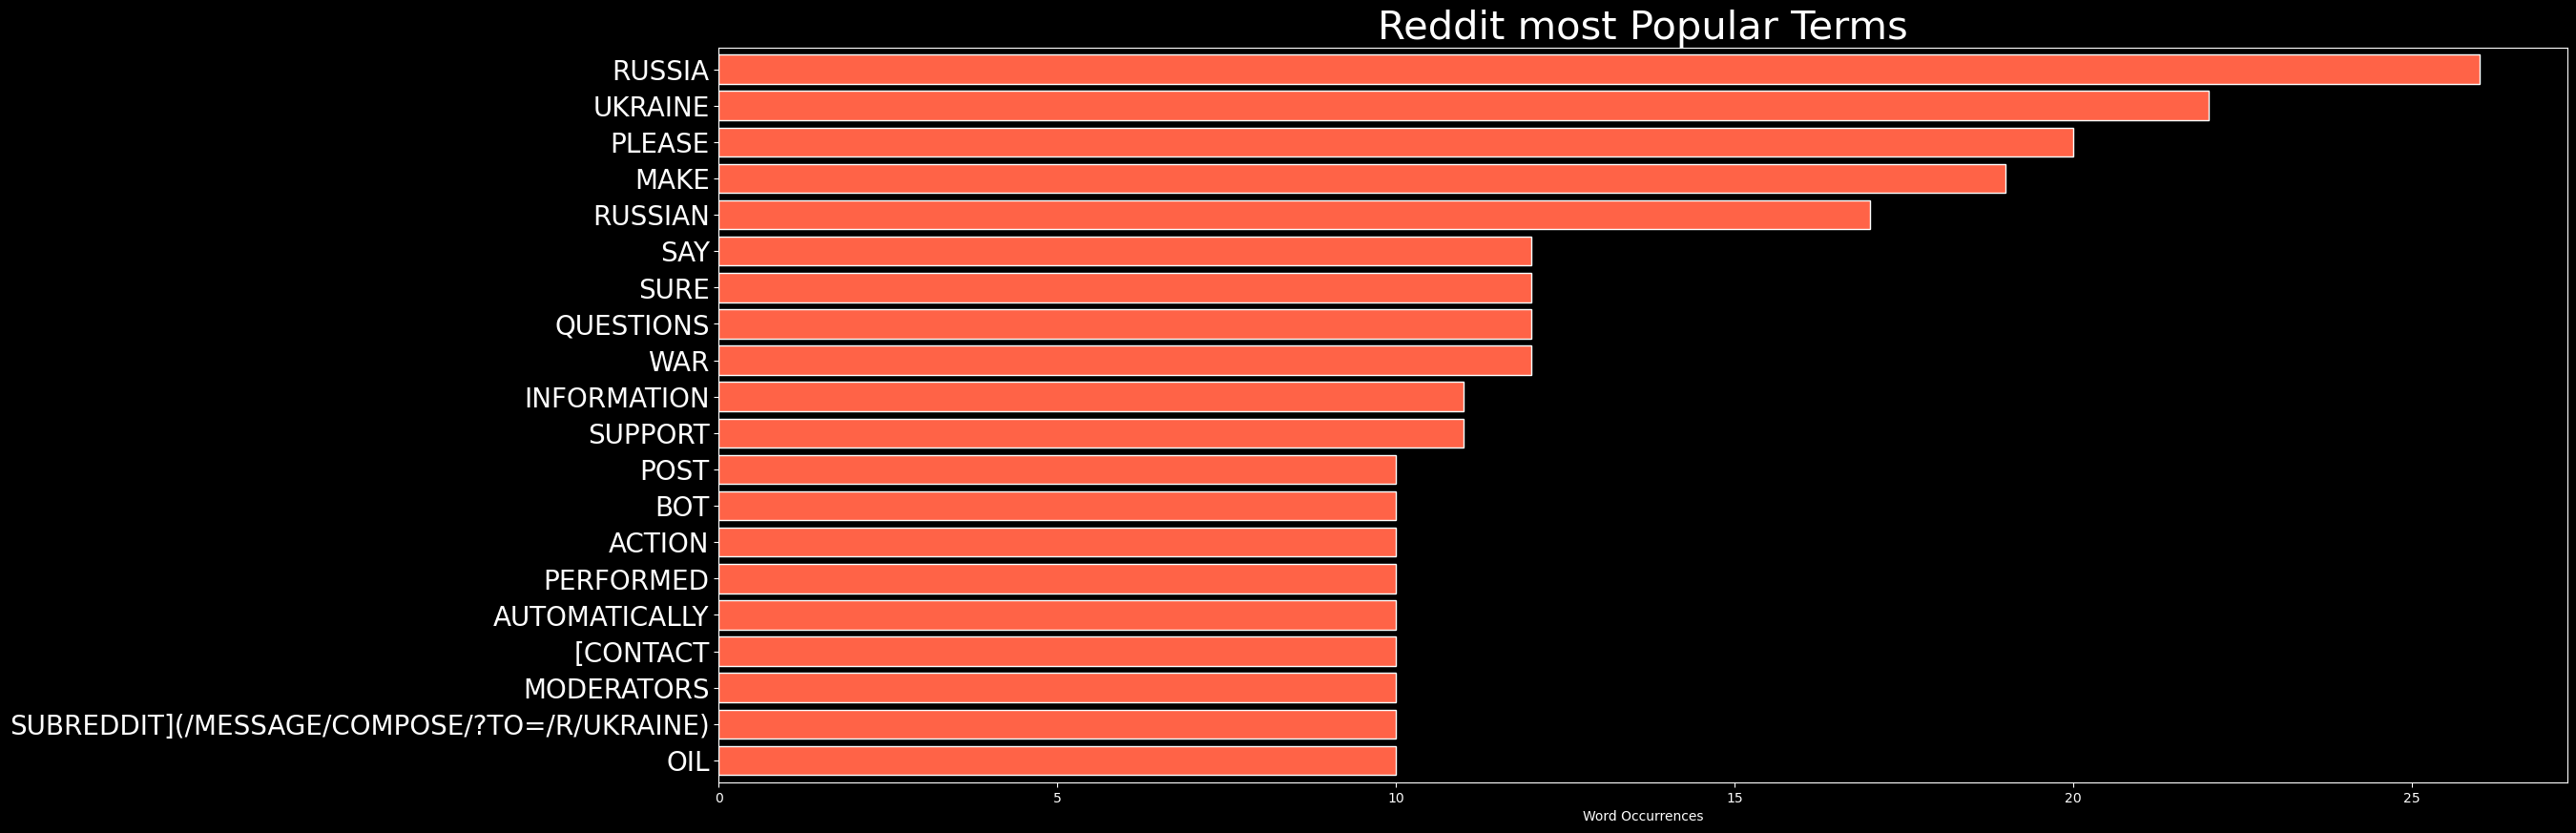 Reddit most Popular Terms
RUSSIA
UKRAINE
PLEASE
MAKE
RUSSIAN
SAY
SURE
QUESTIONS
WAR
INFORMATION
SUPPORT
POST
BOT
ACTION
PERFORMED
AUTOMATICALLY
[CONTACT
MODERATORS
SUBREDDIT](/MESSAGE/COMPOSE/?TO=/R/UKRAINE)
OIL
0 5 10 15 20 25
Word Occurrences